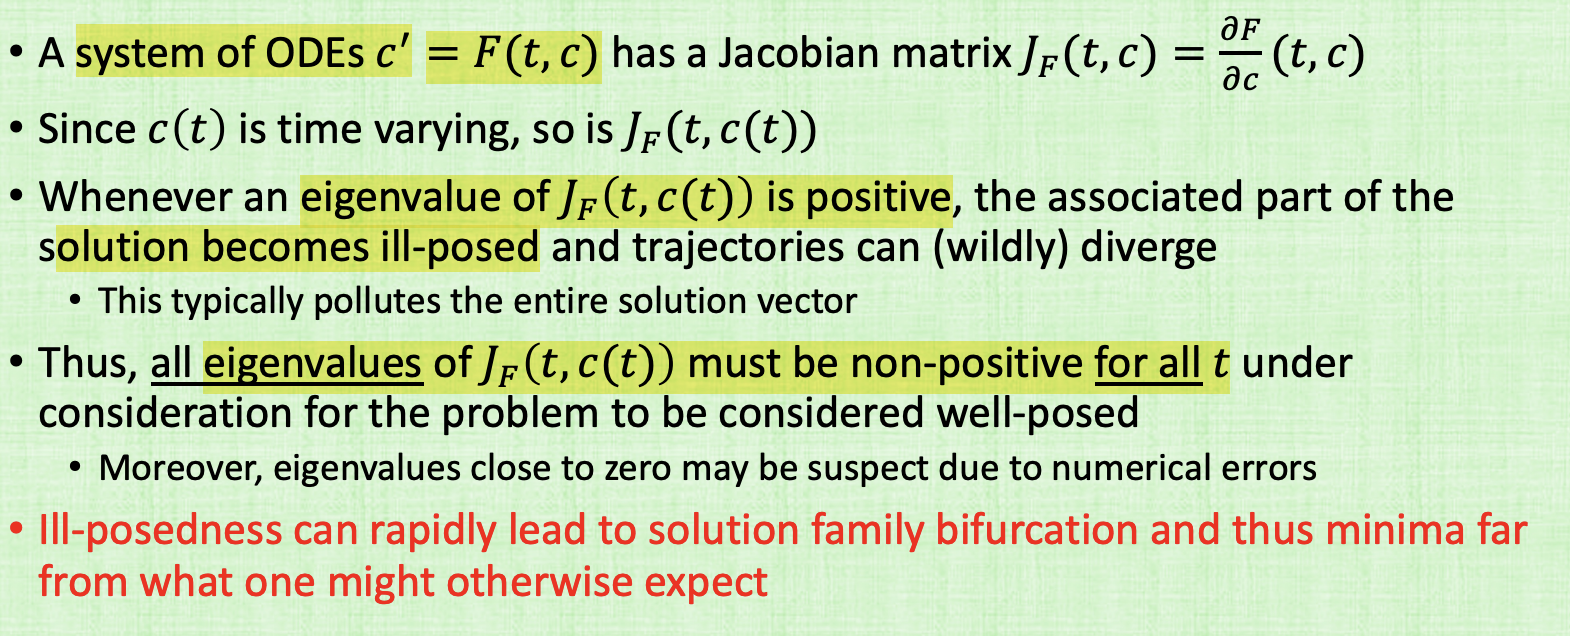 • A system of ODEs c′ = F(t, c) has a Jacobian matrix J_F(t, c) = ∂F/∂c (t, c)
• Since c(t) is time varying, so is J_F(t, c(t))
• Whenever an eigenvalue of J_F(t, c(t)) is positive, the associated part of the
solution becomes ill-posed and trajectories can (wildly) diverge
• This typically pollutes the entire solution vector
• Thus, all eigenvalues of J_F(t, c(t)) must be non-positive for all t under
consideration for the problem to be considered well-posed
• Moreover, eigenvalues close to zero may be suspect due to numerical errors
• Ill-posedness can rapidly lead to solution family bifurcation and thus minima far
from what one might otherwise expect